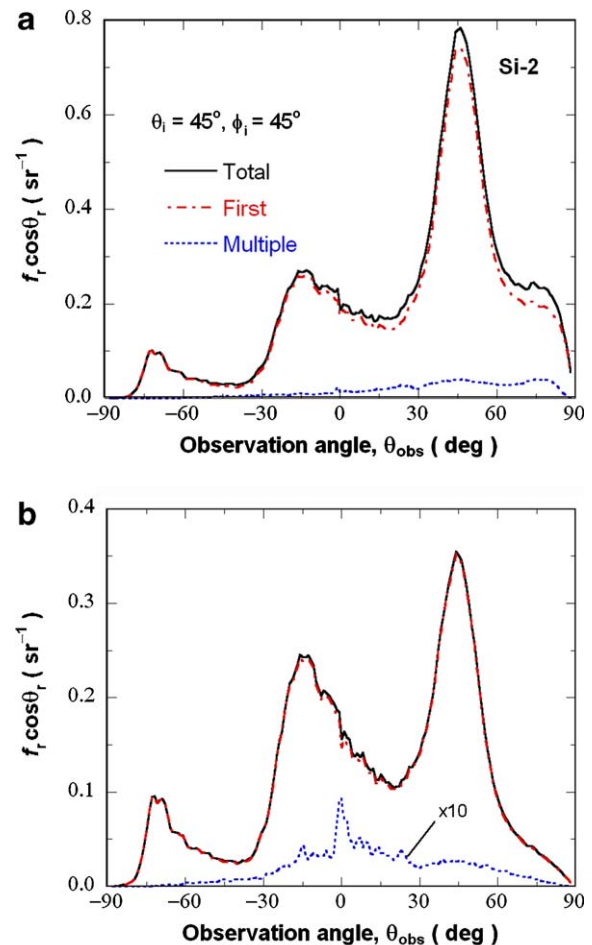 a
0.8
Si-2
θi = 45°, ϕi = 45°
Total
First
Multiple
0.6
0.4
0.2
0.0
fr cosθr ( sr⁻¹ )
−90 −60 −30 0 30 60 90
Observation angle, θobs ( deg )
b
0.4
0.3
0.2
0.1
0.0
fr cosθr ( sr⁻¹ )
x10
−90 −60 −30 0 30 60 90
Observation angle, θobs ( deg )